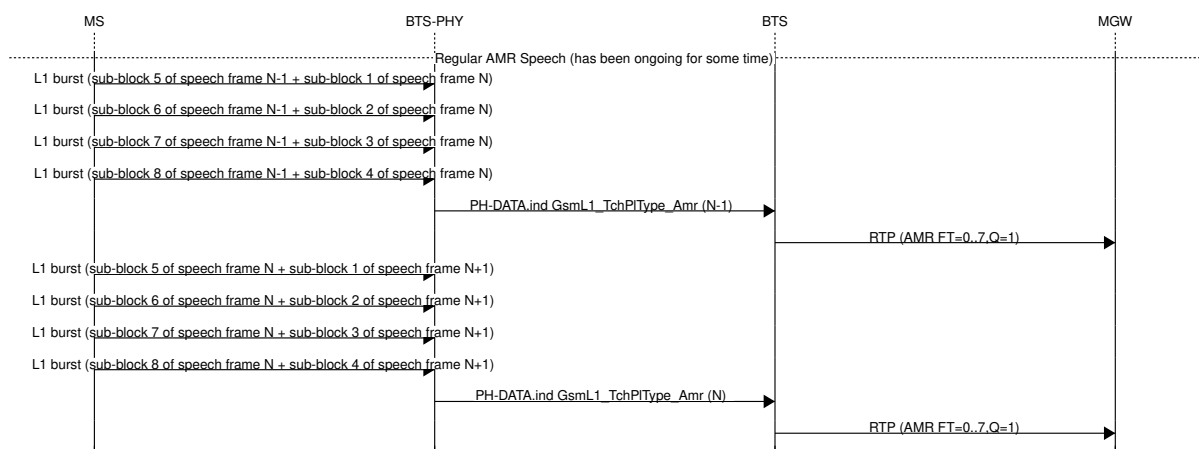 MS BTS-PHY BTS MGW
Regular AMR Speech (has been ongoing for some time)
L1 burst (sub-block 5 of speech frame N-1 + sub-block 1 of speech frame N)
L1 burst (sub-block 6 of speech frame N-1 + sub-block 2 of speech frame N)
L1 burst (sub-block 7 of speech frame N-1 + sub-block 3 of speech frame N)
L1 burst (sub-block 8 of speech frame N-1 + sub-block 4 of speech frame N)
PH-DATA.ind GsmL1_TchPlType_Amr (N-1)
RTP (AMR FT=0..7,Q=1)
L1 burst (sub-block 5 of speech frame N + sub-block 1 of speech frame N+1)
L1 burst (sub-block 6 of speech frame N + sub-block 2 of speech frame N+1)
L1 burst (sub-block 7 of speech frame N + sub-block 3 of speech frame N+1)
L1 burst (sub-block 8 of speech frame N + sub-block 4 of speech frame N+1)
PH-DATA.ind GsmL1_TchPlType_Amr (N)
RTP (AMR FT=0..7,Q=1)